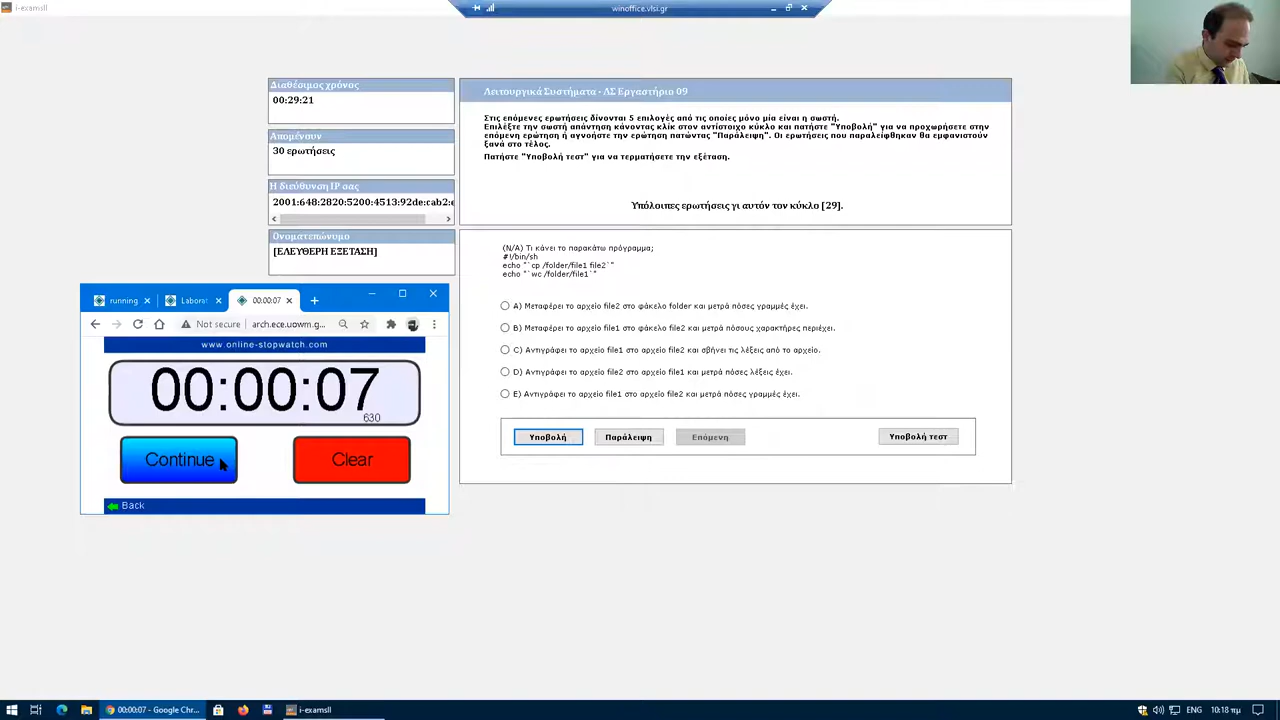 i-examsll
winoffice.vlsi.gr
Διαθέσιμος χρόνος
00:29:21
Απομένουν
30 ερωτήσεις
Η διεύθυνση IP σας
2001:648:2820:5200:4513:92de:cab2:e
Ονοματεπώνυμο
[ΕΛΕΥΘΕΡΗ ΕΞΕΤΑΣΗ]
Λειτουργικά Συστήματα - ΛΣ Εργαστήριο 09
Στις επόμενες ερωτήσεις δίνονται 5 επιλογές από τις οποίες μόνο μία είναι η σωστή.
Επιλέξτε την σωστή απάντηση κάνοντας κλίκ στον αντίστοιχο κύκλο και πατήστε "Υποβολή" για να προχωρήσετε στην
επόμενη ερώτηση ή αγνοήστε την ερώτηση πατώντας "Παράλειψη". Οι ερωτήσεις που παραλείφθηκαν θα εμφανιστούν
ξανά στο τέλος.
Πατήστε "Υποβολή τεστ" για να τερματήσετε την εξέταση.
Υπόλοιπες ερωτήσεις γι αυτόν τον κύκλο [29].
(N/A) Τι κάνει το παρακάτω πρόγραμμα;
#!/bin/sh
echo "`cp /folder/file1 file2`"
echo "`wc /folder/file1`"
A) Μεταφέρει το αρχείο file2 στο φάκελο folder και μετρά πόσες γραμμές έχει.
B) Μεταφέρει το αρχείο file1 στο φάκελο file2 και μετρά πόσους χαρακτήρες περιέχει.
C) Αντιγράφει το αρχείο file1 στο αρχείο file2 και σβήνει τις λέξεις από το αρχείο.
D) Αντιγράφει το αρχείο file2 στο αρχείο file1 και μετρά πόσες λέξεις έχει.
E) Αντιγράφει το αρχείο file1 στο αρχείο file2 και μετρά πόσες γραμμές έχει.
Υποβολή
Παράλειψη
Επόμενη
Υποβολή τεστ
running
Laborat
00:00:07
Not secure
arch.ece.uowm.g...
www.online-stopwatch.com
00:00:07
630
Continue
Clear
Back
00:00:07 - Google Chr...
i-examsll
ΕΝΗ
10:18 πμ